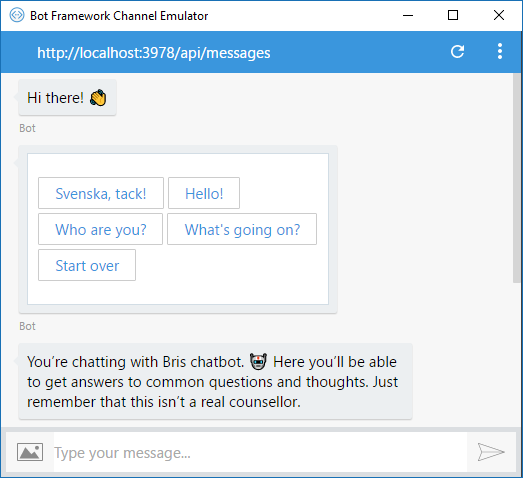 Bot Framework Channel Emulator
http://localhost:3978/api/messages
Hi there! 👋
Bot
Svenska, tack! Hello!
Who are you? What's going on?
Start over
Bot
You’re chatting with Bris chatbot. 🤖 Here you’ll be able
to get answers to common questions and thoughts. Just
remember that this isn’t a real counsellor.
Type your message...